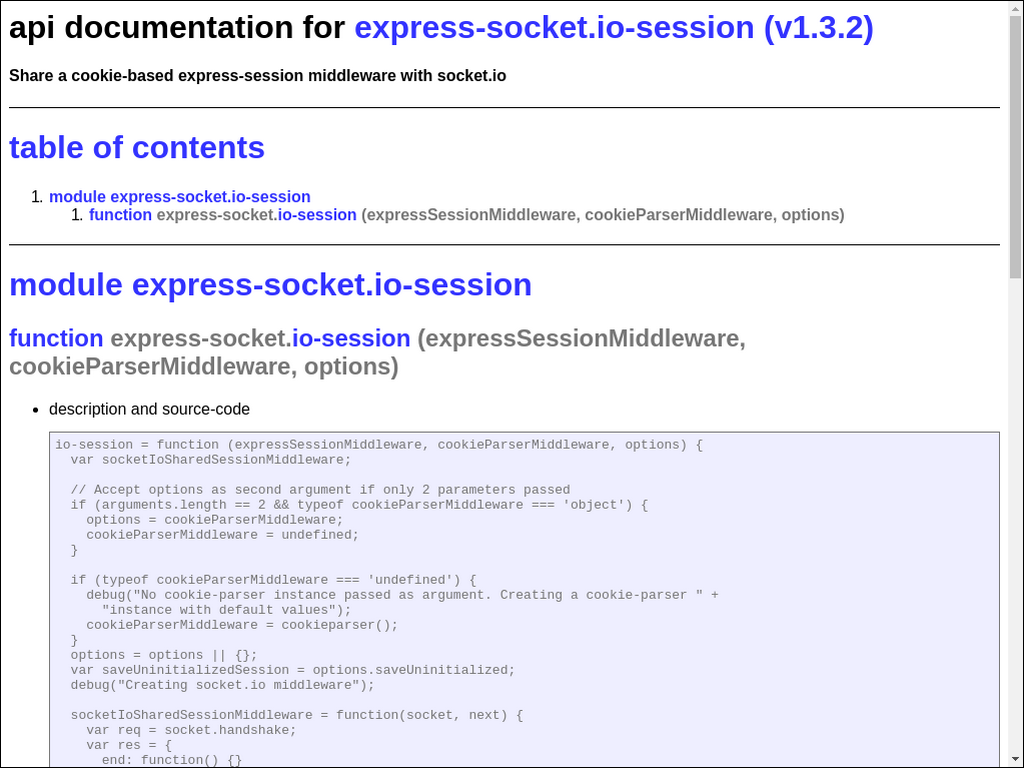 api documentation for express-socket.io-session (v1.3.2)
Share a cookie-based express-session middleware with socket.io
table of contents
1. module express-socket.io-session
1. function express-socket.io-session (expressSessionMiddleware, cookieParserMiddleware, options)
module express-socket.io-session
function express-socket.io-session (expressSessionMiddleware,
cookieParserMiddleware, options)
• description and source-code
io-session = function (expressSessionMiddleware, cookieParserMiddleware, options) {
  var socketIoSharedSessionMiddleware;
  // Accept options as second argument if only 2 parameters passed
  if (arguments.length == 2 && typeof cookieParserMiddleware === 'object') {
    options = cookieParserMiddleware;
    cookieParserMiddleware = undefined;
  }
  if (typeof cookieParserMiddleware === 'undefined') {
    debug("No cookie-parser instance passed as argument. Creating a cookie-parser " +
      "instance with default values");
    cookieParserMiddleware = cookieparser();
  }
  options = options || {};
  var saveUninitializedSession = options.saveUninitialized;
  debug("Creating socket.io middleware");
  socketIoSharedSessionMiddleware = function(socket, next) {
    var req = socket.handshake;
    var res = {
      end: function() {}